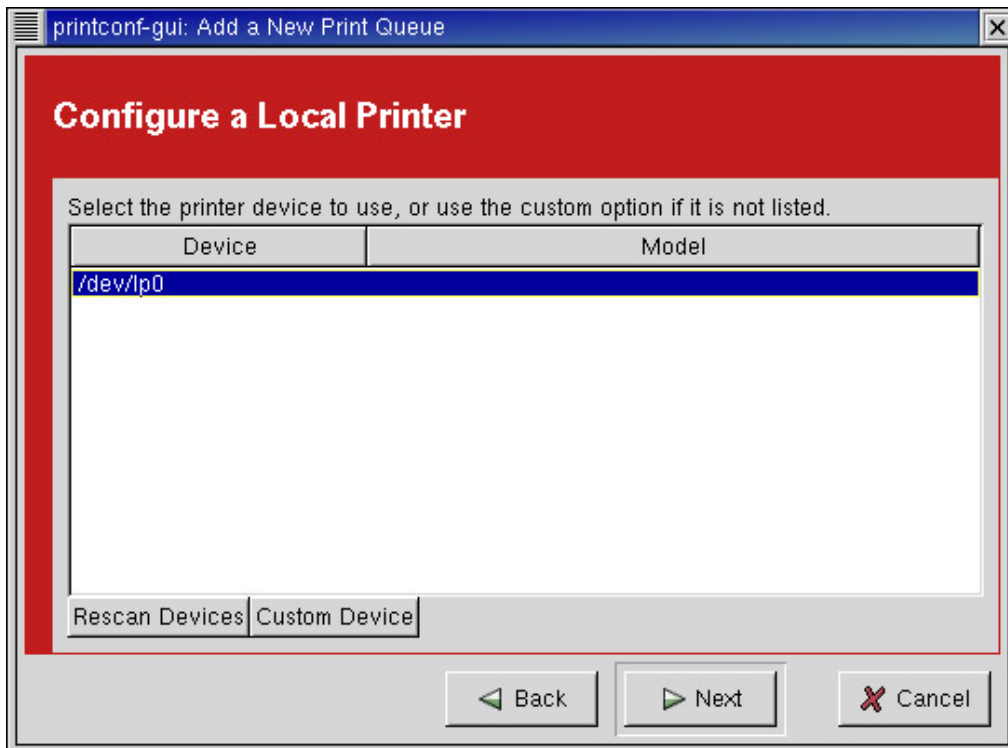 printconf-gui: Add a New Print Queue
Configure a Local Printer
Select the printer device to use, or use the custom option if it is not listed.
Device Model
/dev/lp0
Rescan Devices Custom Device
Back Next Cancel